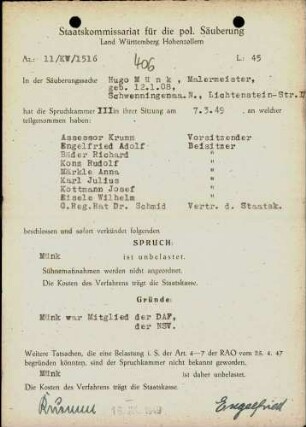 Staatskommissariat für die pol. Säuberung
Land Württemberg Hohenzollern
Az.: 11/KW/1516
406
L: 45
In der Säuberungssache Hugo Münk, Malermeister,
geb. 12.1.08,
Schwenningen a.N., Lichtenstein-Str.
hat die Spruchkammer III in ihrer Sitzung am 7.3.49, an welcher
teilgenommen haben:
Assessor Krumm Vorsitzender
Engelfried Adolf Beisitzer
Bäder Richard "
Kons Rudolf "
Märkle Anna "
Karl Julius "
Kottmann Josef "
Eisele Wilhelm "
O.Reg.Rat Dr. Schmid Vertr. d. Staatsk.
beschlossen und sofort verkündet folgenden
SPRUCH:
Münk ist unbelastet.
Sühnemaßnahmen werden nicht angeordnet.
Die Kosten des Verfahrens trägt die Staatskasse.
Gründe:
Münk war Mitglied der DAF,
der NSV.
Weitere Tatsachen, die eine Belastung i. S. der Art. 4-7 der RAO vom 25. 4. 47
begründen könnten, sind der Spruchkammer nicht bekannt geworden.
Münk ist daher unbelastet.
Die Kosten des Verfahrens trägt die Staatskasse.
Krumm
Engelfried